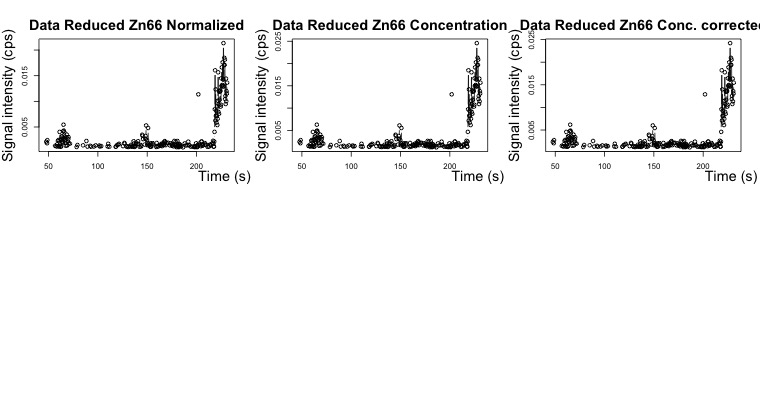 Data Reduced Zn66 Normalized
Signal intensity (cps)
0.005
0.015
50
100
150
200
Time (s)
Data Reduced Zn66 Concentration
Signal intensity (cps)
0.005
0.015
0.025
50
100
150
200
Time (s)
Data Reduced Zn66 Conc. corrected
Signal intensity (cps)
0.005
0.015
0.025
50
100
150
200
Time (s)